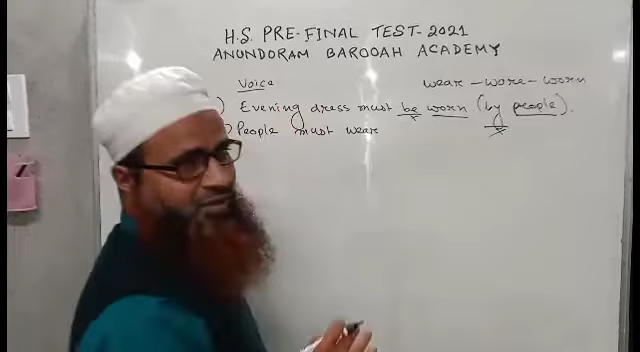 H.S. PRE-FINAL TEST-2021
ANUNDORAM BAROOAH ACADEMY
Voice wear - wore - worn
) Evening dress must be worn (by people).
) People must wear